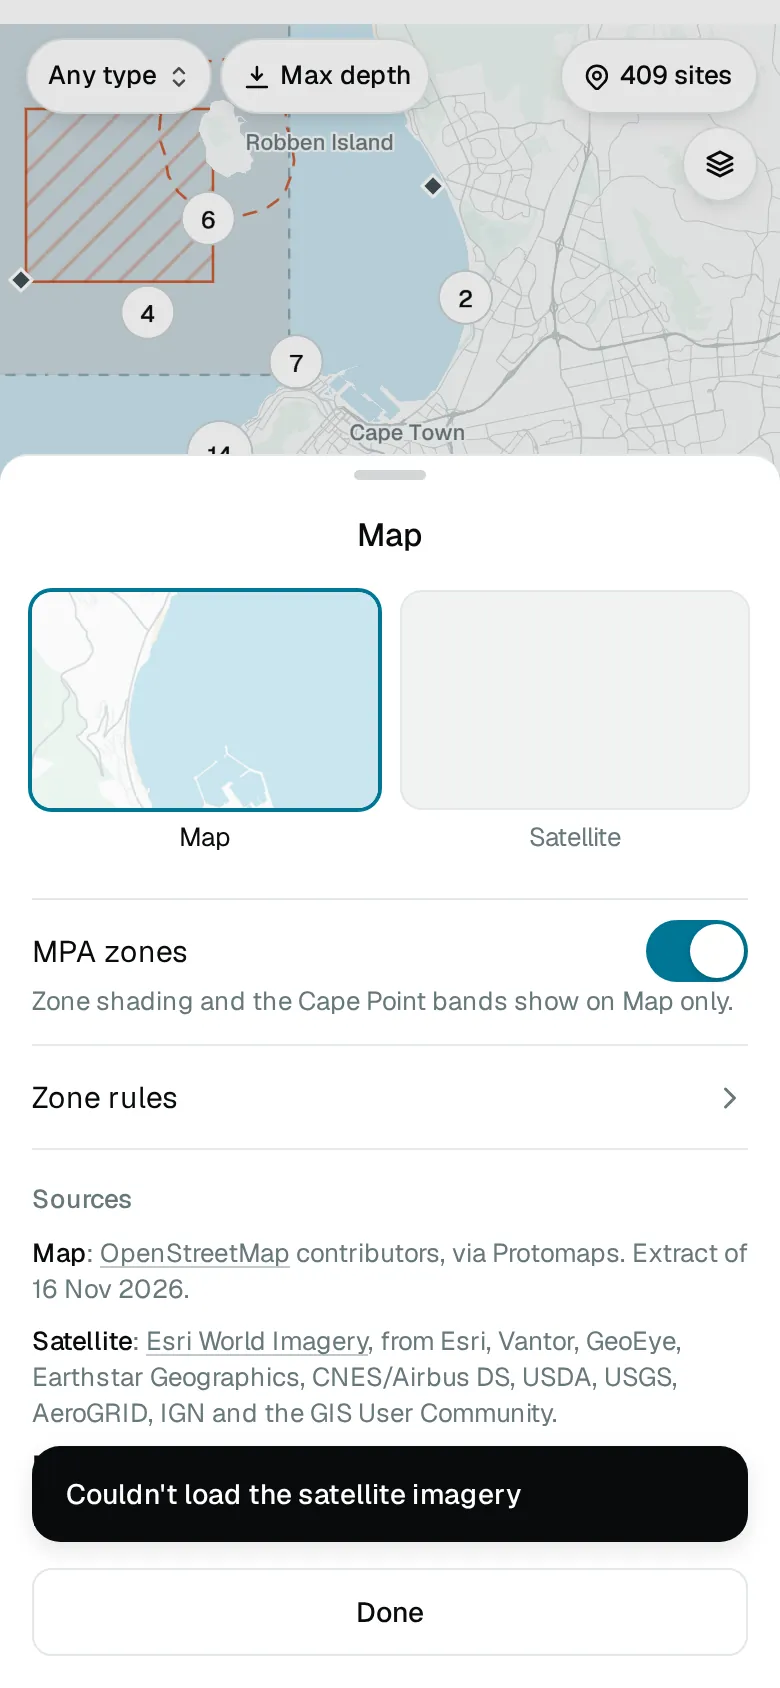 Any type
Max depth
409 sites
Robben Island
6
2
4
7
Cape Town
14
Map
Map
Satellite
MPA zones
Zone shading and the Cape Point bands show on Map only.
Zone rules
Sources
Map: OpenStreetMap contributors, via Protomaps. Extract of
16 Nov 2026.
Satellite: Esri World Imagery, from Esri, Vantor, GeoEye,
Earthstar Geographics, CNES/Airbus DS, USDA, USGS,
AeroGRID, IGN and the GIS User Community.
Couldn't load the satellite imagery
Done